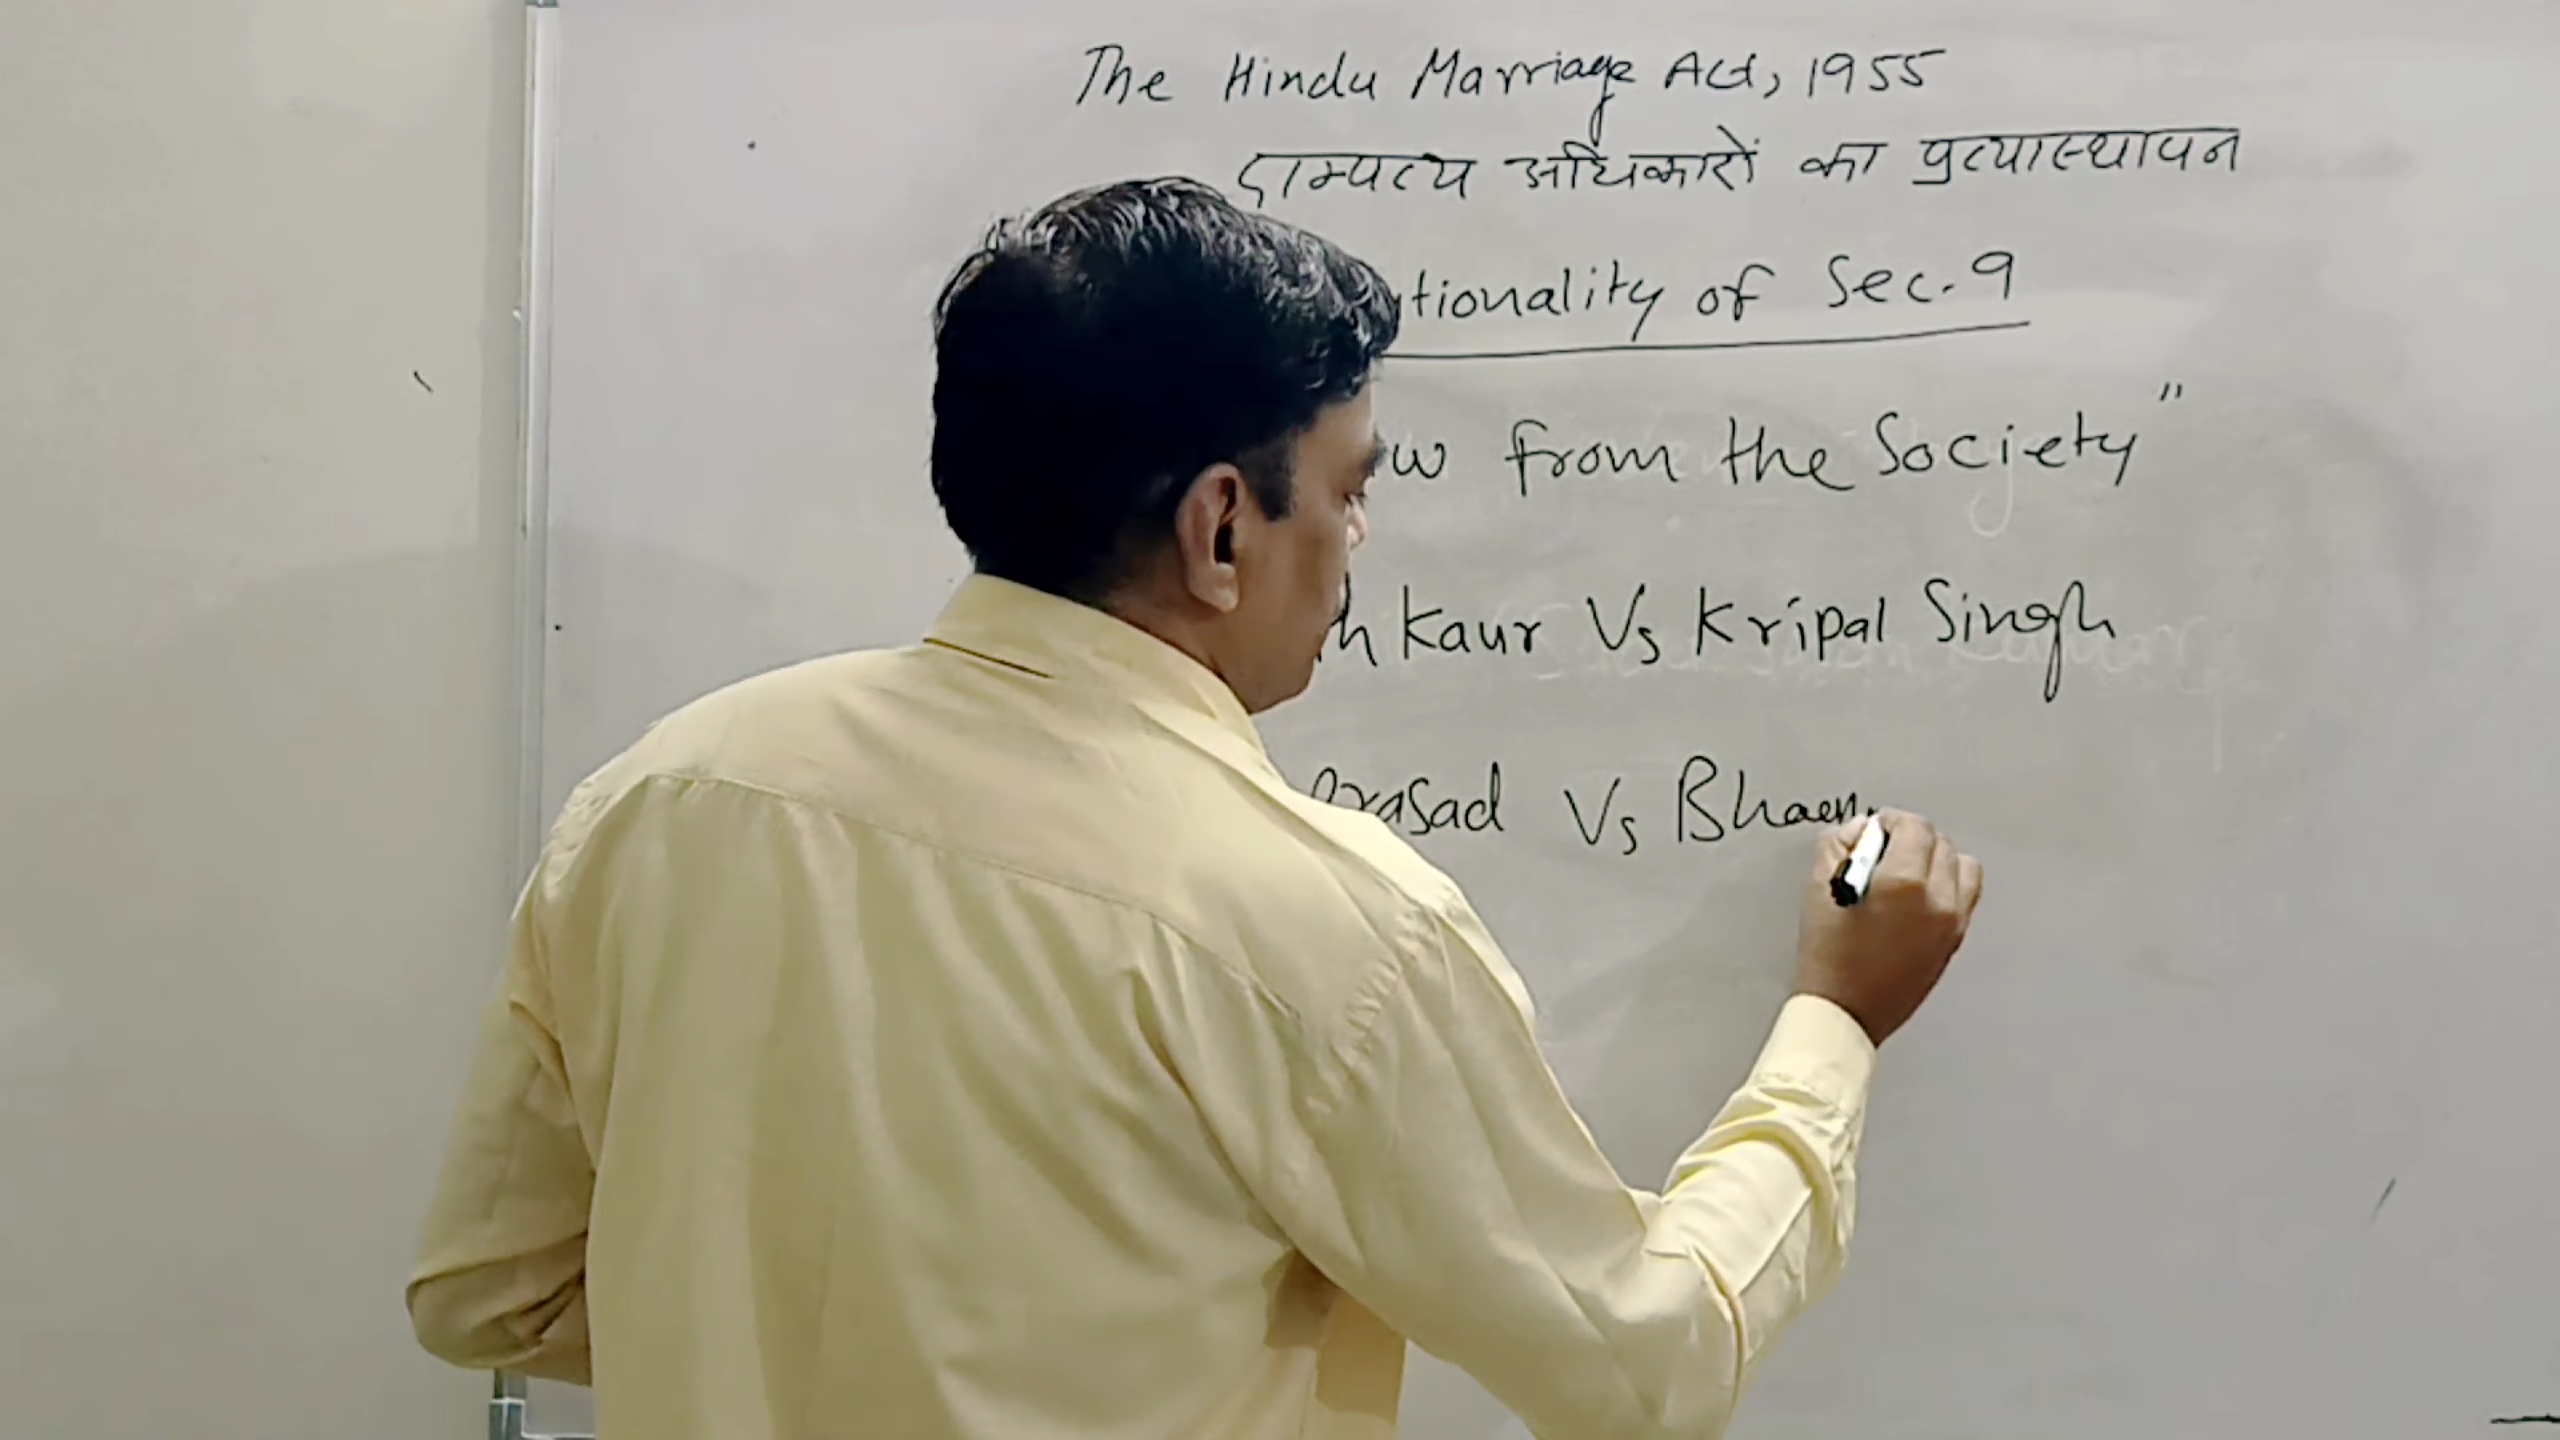 The Hindu Marriage Act, 1955
दाम्पत्य अधिकारों का प्रत्यास्थापन
tionality of Sec. 9
w from the Society"
h Kaur Vs Kripal Singh
Prasad Vs Bhaen